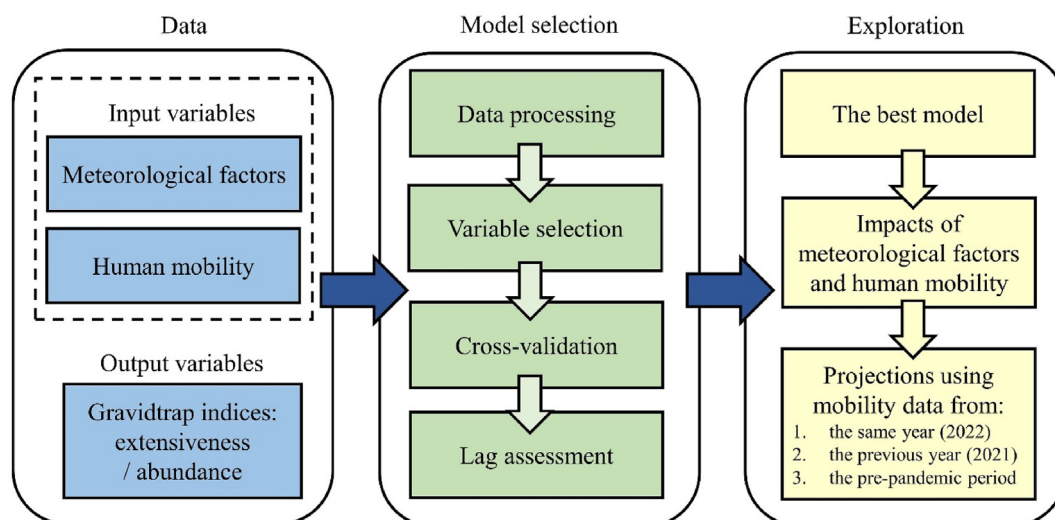 Data
Input variables
Meteorological factors
Human mobility
Output variables
Gravidtrap indices:
extensiveness
/ abundance
Model selection
Data processing
Variable selection
Cross-validation
Lag assessment
Exploration
The best model
Impacts of
meteorological factors
and human mobility
Projections using
mobility data from:
1. the same year (2022)
2. the previous year (2021)
3. the pre-pandemic period